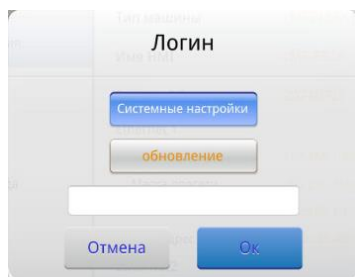 Логин
Системные настройки
обновление
Отмена
Ок